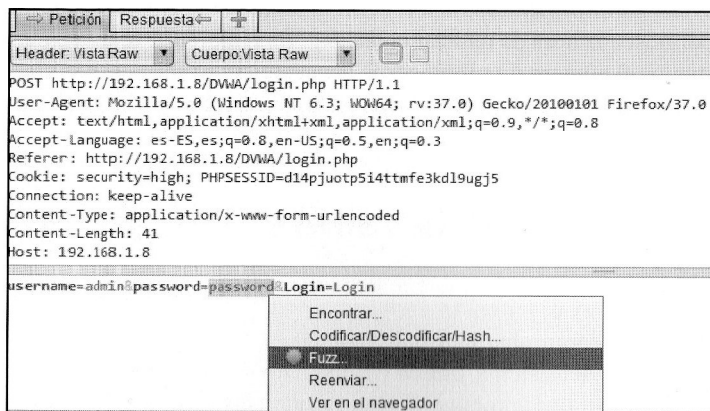 Petición Respuesta
Header: Vista Raw Cuerpo:Vista Raw
POST http://192.168.1.8/DVWA/login.php HTTP/1.1
User-Agent: Mozilla/5.0 (Windows NT 6.3; WOW64; rv:37.0) Gecko/20100101 Firefox/37.0
Accept: text/html,application/xhtml+xml,application/xml;q=0.9,*/*;q=0.8
Accept-Language: es-ES,es;q=0.8,en-US;q=0.5,en;q=0.3
Referer: http://192.168.1.8/DVWA/login.php
Cookie: security=high; PHPSESSID=d14pjuotp5i4ttmfe3kdl9ugj5
Connection: keep-alive
Content-Type: application/x-www-form-urlencoded
Content-Length: 41
Host: 192.168.1.8
username=admin&password=password&Login=Login
Encontrar...
Codificar/Descodificar/Hash...
Fuzz...
Reenviar...
Ver en el navegador